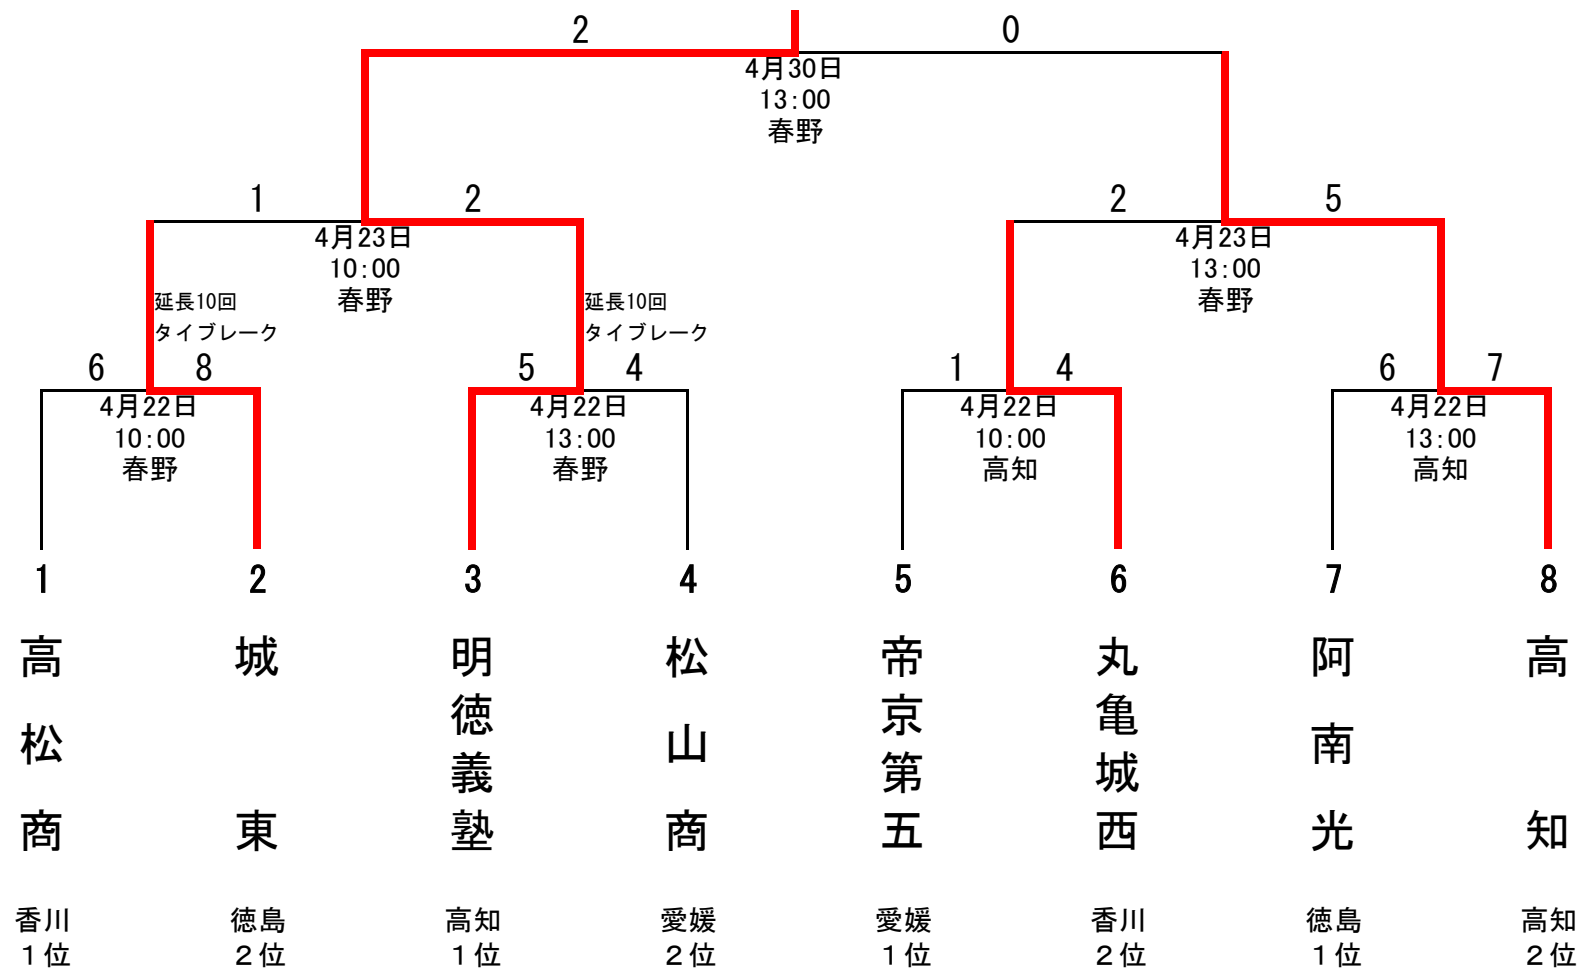 2 0
4月30日
13:00
春野
1 2 2 5
4月23日 4月23日
10:00 13:00
春野 春野
延長10回 延長10回
タイブレーク タイブレーク
6 8 5 4 1 4 6 7
4月22日 4月22日 4月22日 4月22日
10:00 13:00 10:00 13:00
春野 春野 高知 高知
1 2 3 4 5 6 7 8
高松商
城東
明徳義塾
松山商
帝京第五
丸亀城西
阿南光
高知
香川 徳島 高知 愛媛 愛媛 香川 徳島 高知
1位 2位 1位 2位 1位 2位 1位 2位